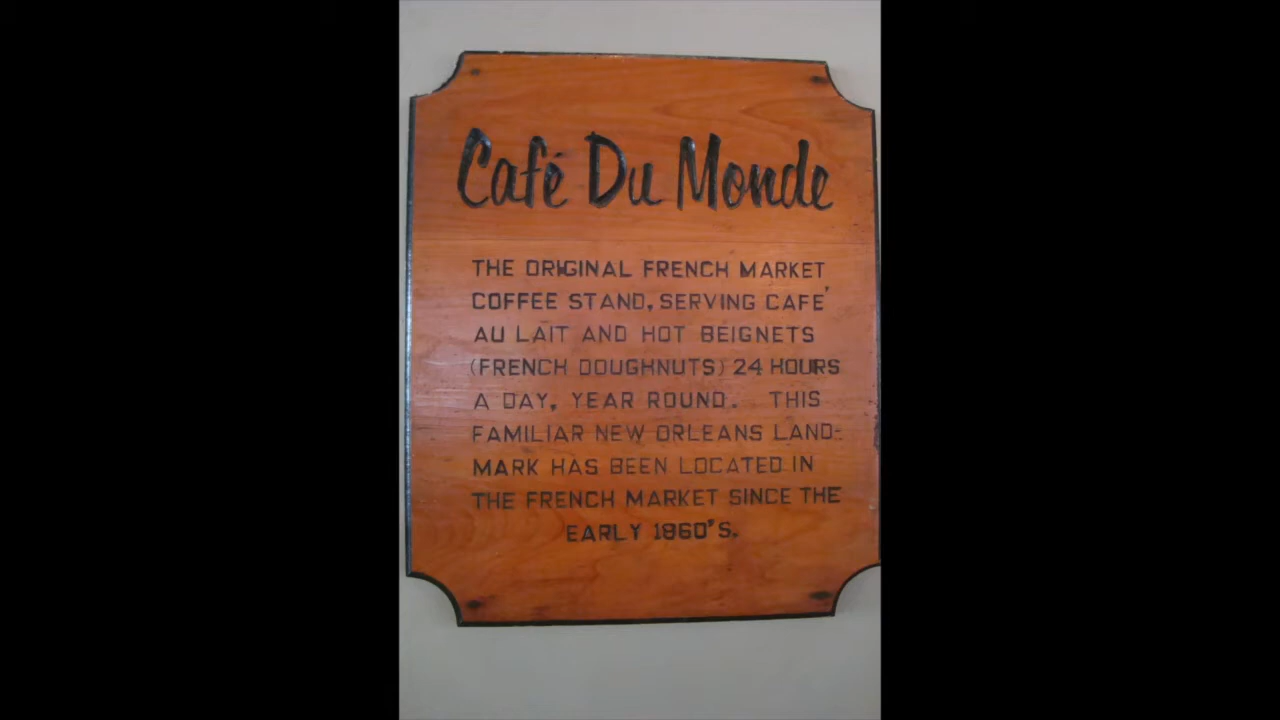 Café Du Monde
THE ORIGINAL FRENCH MARKET
COFFEE STAND, SERVING CAFÉ
AU LAIT AND HOT BEIGNETS
(FRENCH DOUGHNUTS) 24 HOURS
A DAY, YEAR ROUND. THIS
FAMILIAR NEW ORLEANS LAND-
MARK HAS BEEN LOCATED IN
THE FRENCH MARKET SINCE THE
EARLY 1860'S.